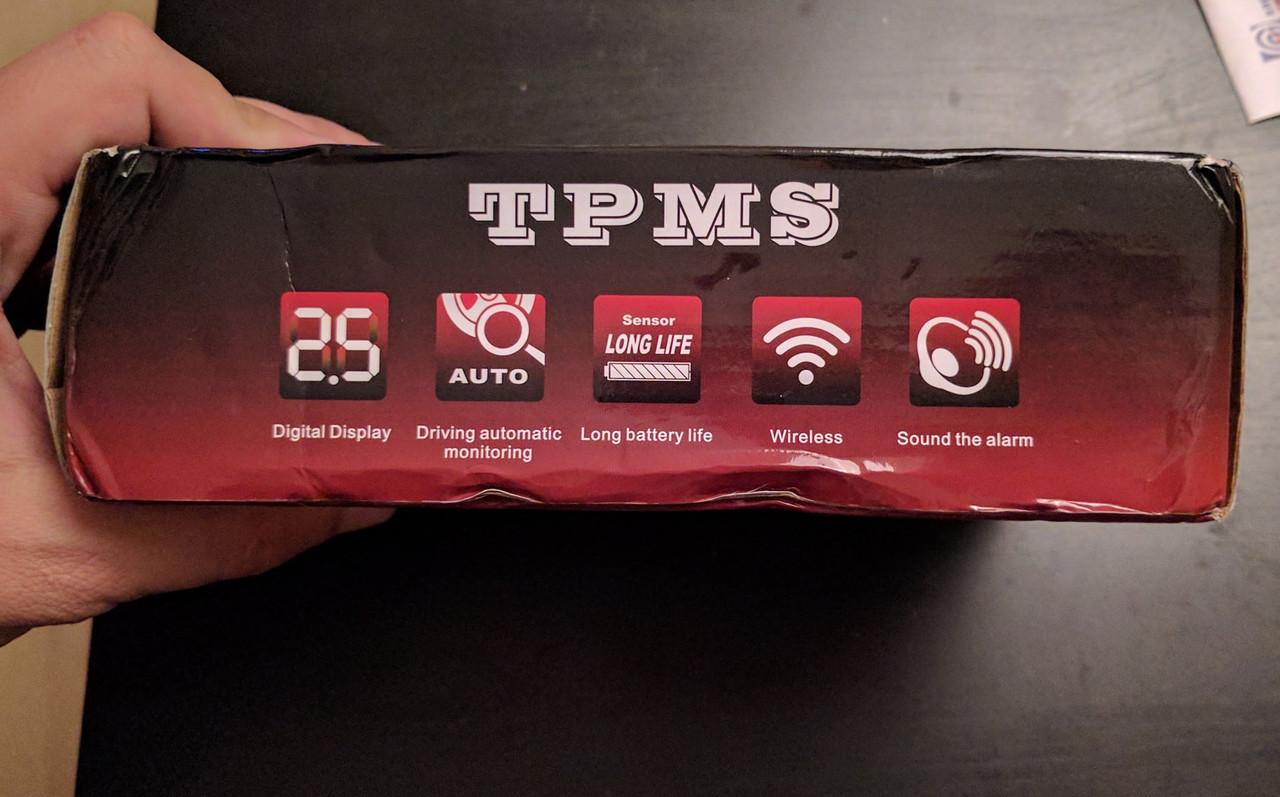 TPMS
2.5
AUTO
Sensor
LONG LIFE
Digital Display
Driving automatic
monitoring
Long battery life
Wireless
Sound the alarm